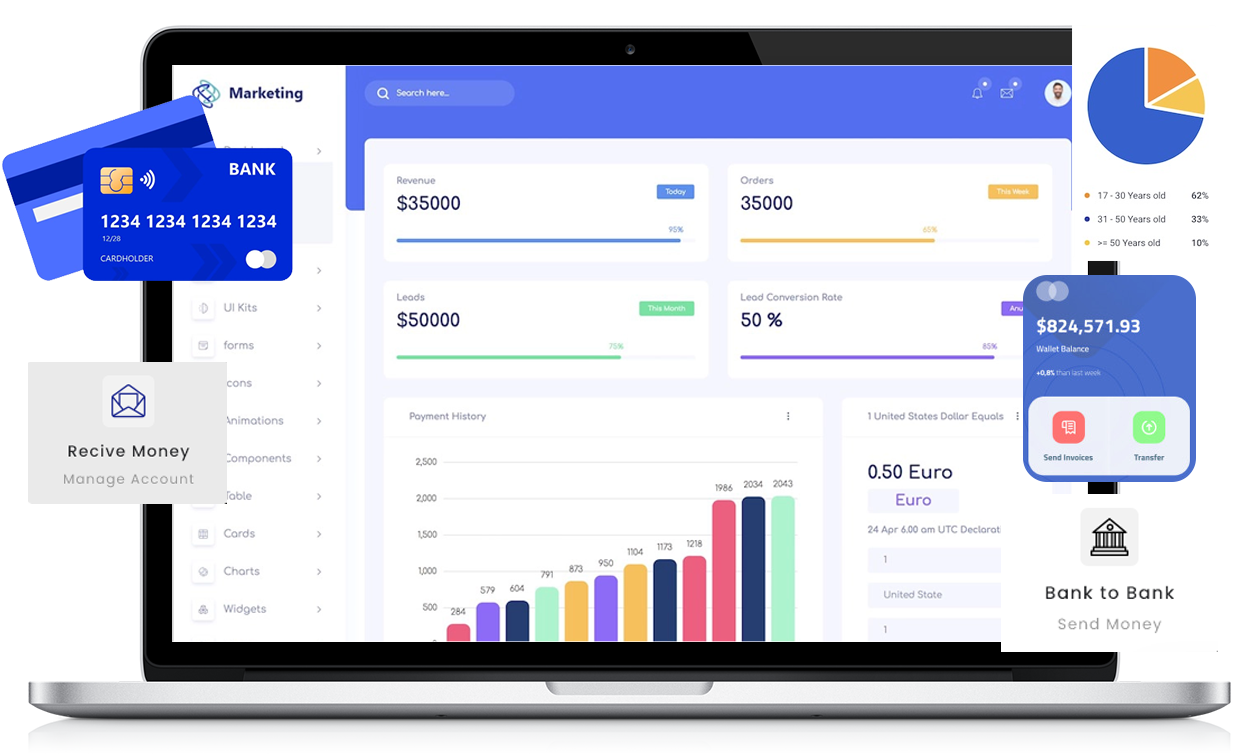 Marketing
Search here...
BANK
1234 1234 1234 1234
12/28
CARDHOLDER
UI Kits
forms
Icons
Animations
Components
Table
Cards
Charts
Widgets
Recive Money
Manage Account
Revenue
$35000
Today
95%
Orders
35000
This Week
65%
Leads
$50000
This Month
75%
Lead Conversion Rate
50 %
Anu
85%
Payment History
2,500
2,000
1,500
1,000
500
284
579
604
791
873
950
1104
1173
1218
1986
2034
2043
1 United States Dollar Equals
0.50 Euro
Euro
24 Apr 6.00 am UTC Declarati
1
United State
1
17 - 30 Years old 62%
31 - 50 Years old 33%
>= 50 Years old 10%
$824,571.93
Wallet Balance
+0,8% than last week
Send Invoices
Transfer
Bank to Bank
Send Money